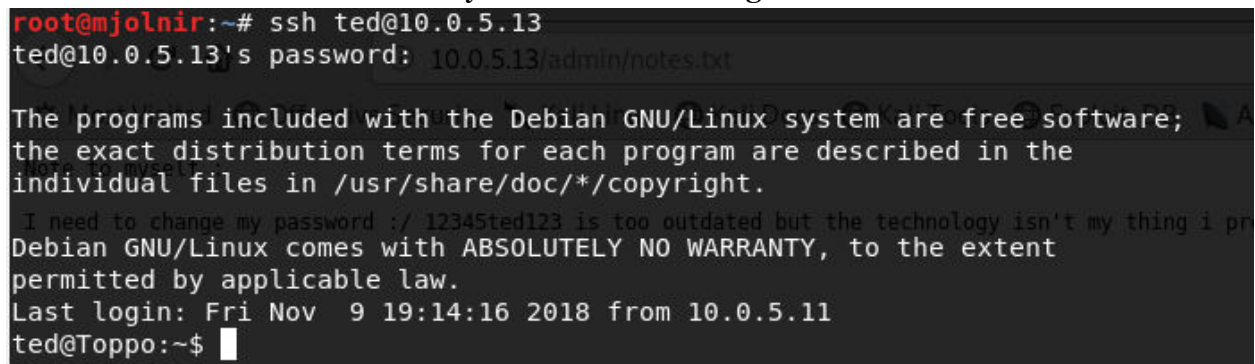 root@mjolnir:~# ssh ted@10.0.5.13
ted@10.0.5.13's password:
10.0.5.13/admin/notes.txt
The programs included with the Debian GNU/Linux system are free software;
the exact distribution terms for each program are described in the
Note to myself :
individual files in /usr/share/doc/*/copyright.
I need to change my password :/ 12345ted123 is too outdated but the technology isn't my thing i
Debian GNU/Linux comes with ABSOLUTELY NO WARRANTY, to the extent
permitted by applicable law.
Last login: Fri Nov  9 19:14:16 2018 from 10.0.5.11
ted@Toppo:~$